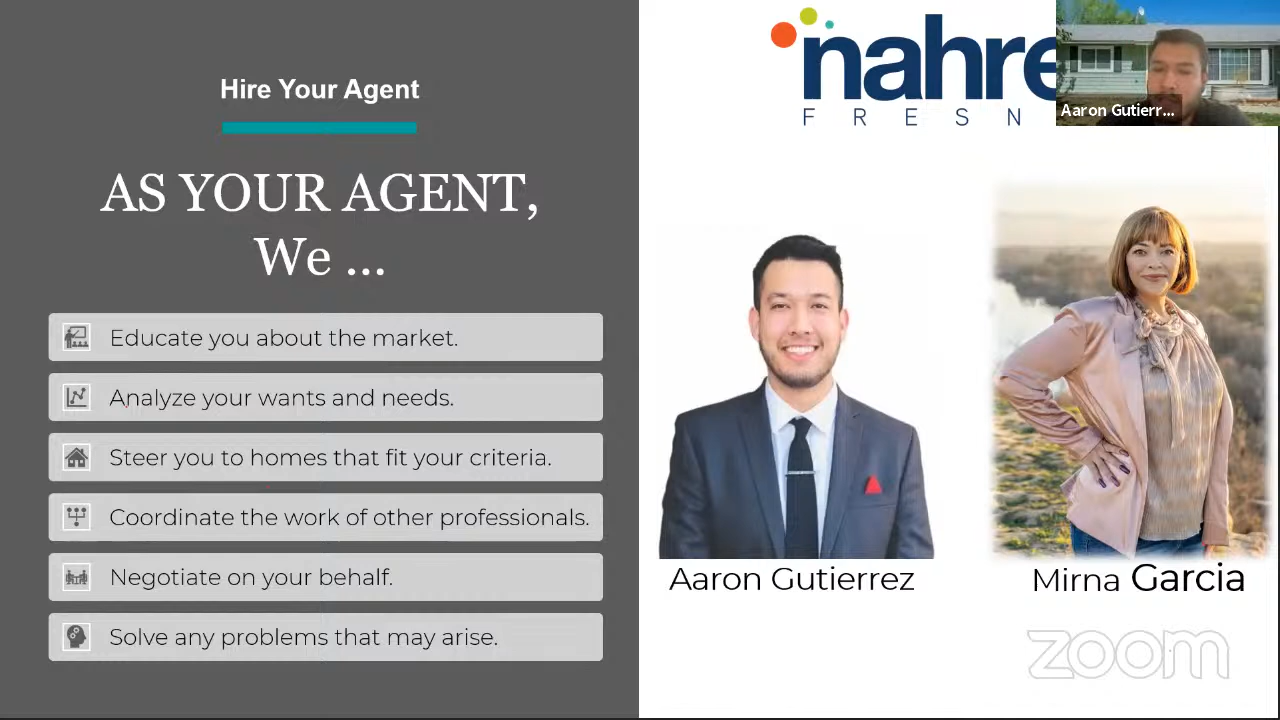 Hire Your Agent
AS YOUR AGENT,
We ...
Educate you about the market.
Analyze your wants and needs.
Steer you to homes that fit your criteria.
Coordinate the work of other professionals.
Negotiate on your behalf.
Solve any problems that may arise.
nahre
FRESN
Aaron Gutierr...
Aaron Gutierrez
Mirna Garcia
zoom